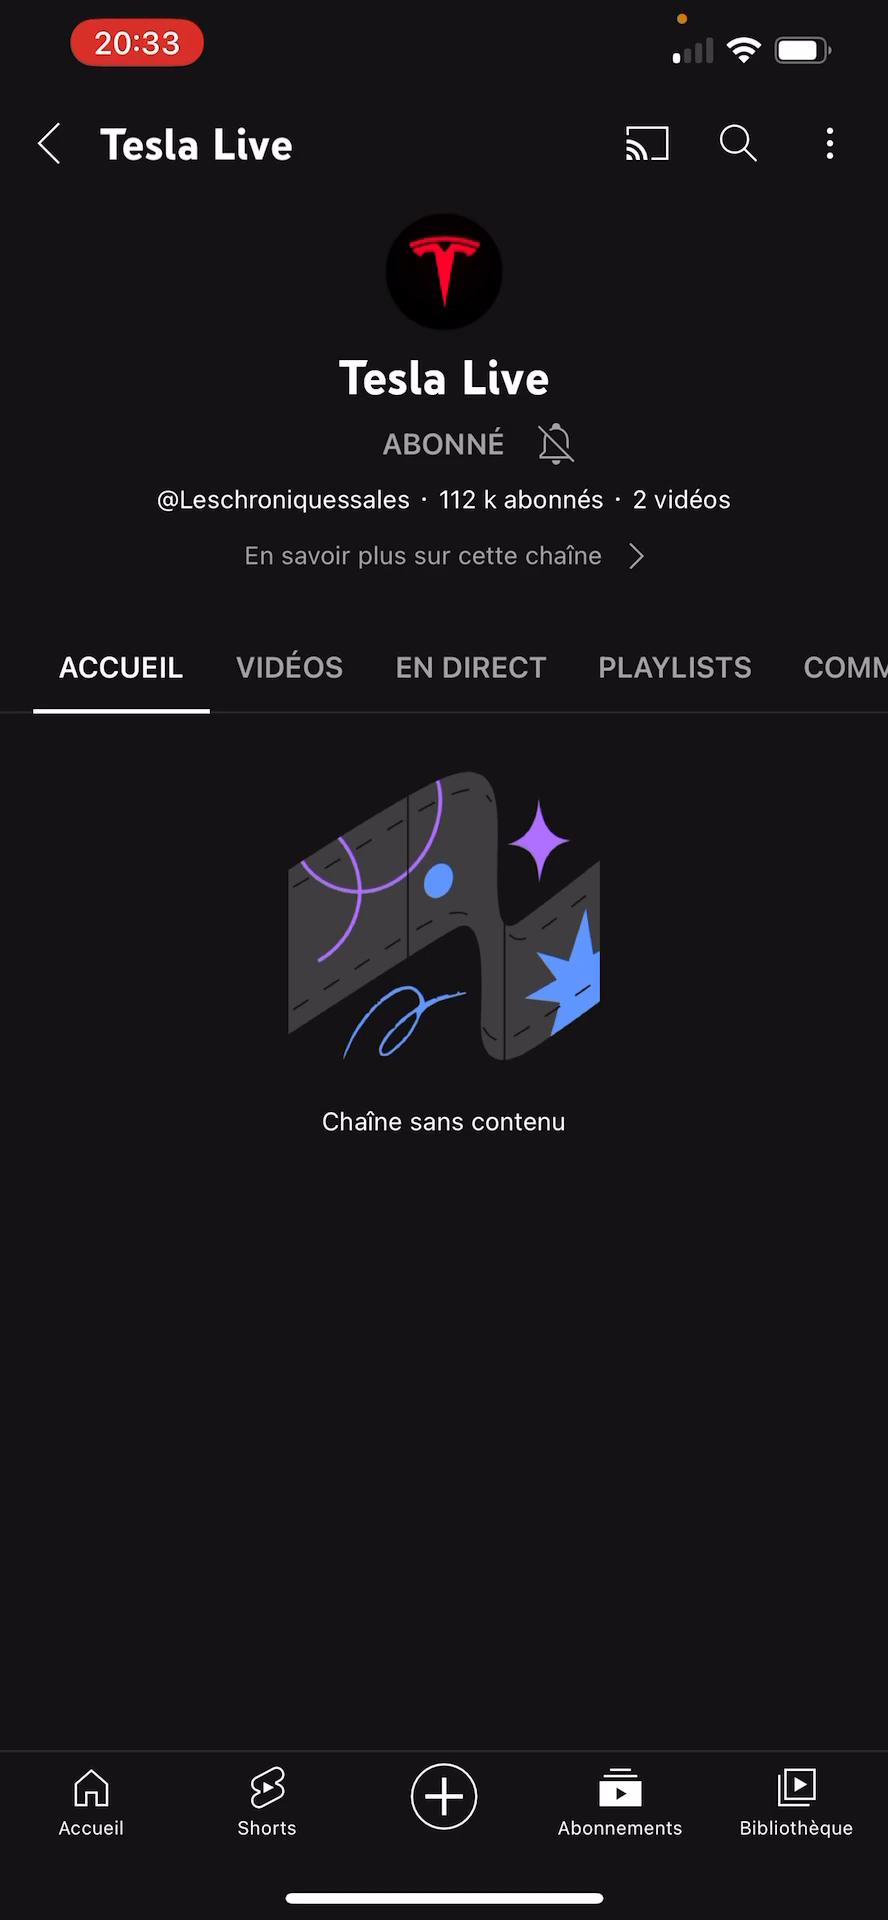 20:33
Tesla Live
Tesla Live
ABONNÉ
@Leschroniquessales · 112 k abonnés · 2 vidéos
En savoir plus sur cette chaîne
ACCUEIL VIDÉOS EN DIRECT PLAYLISTS COMM
Chaîne sans contenu
Accueil Shorts Abonnements Bibliothèque